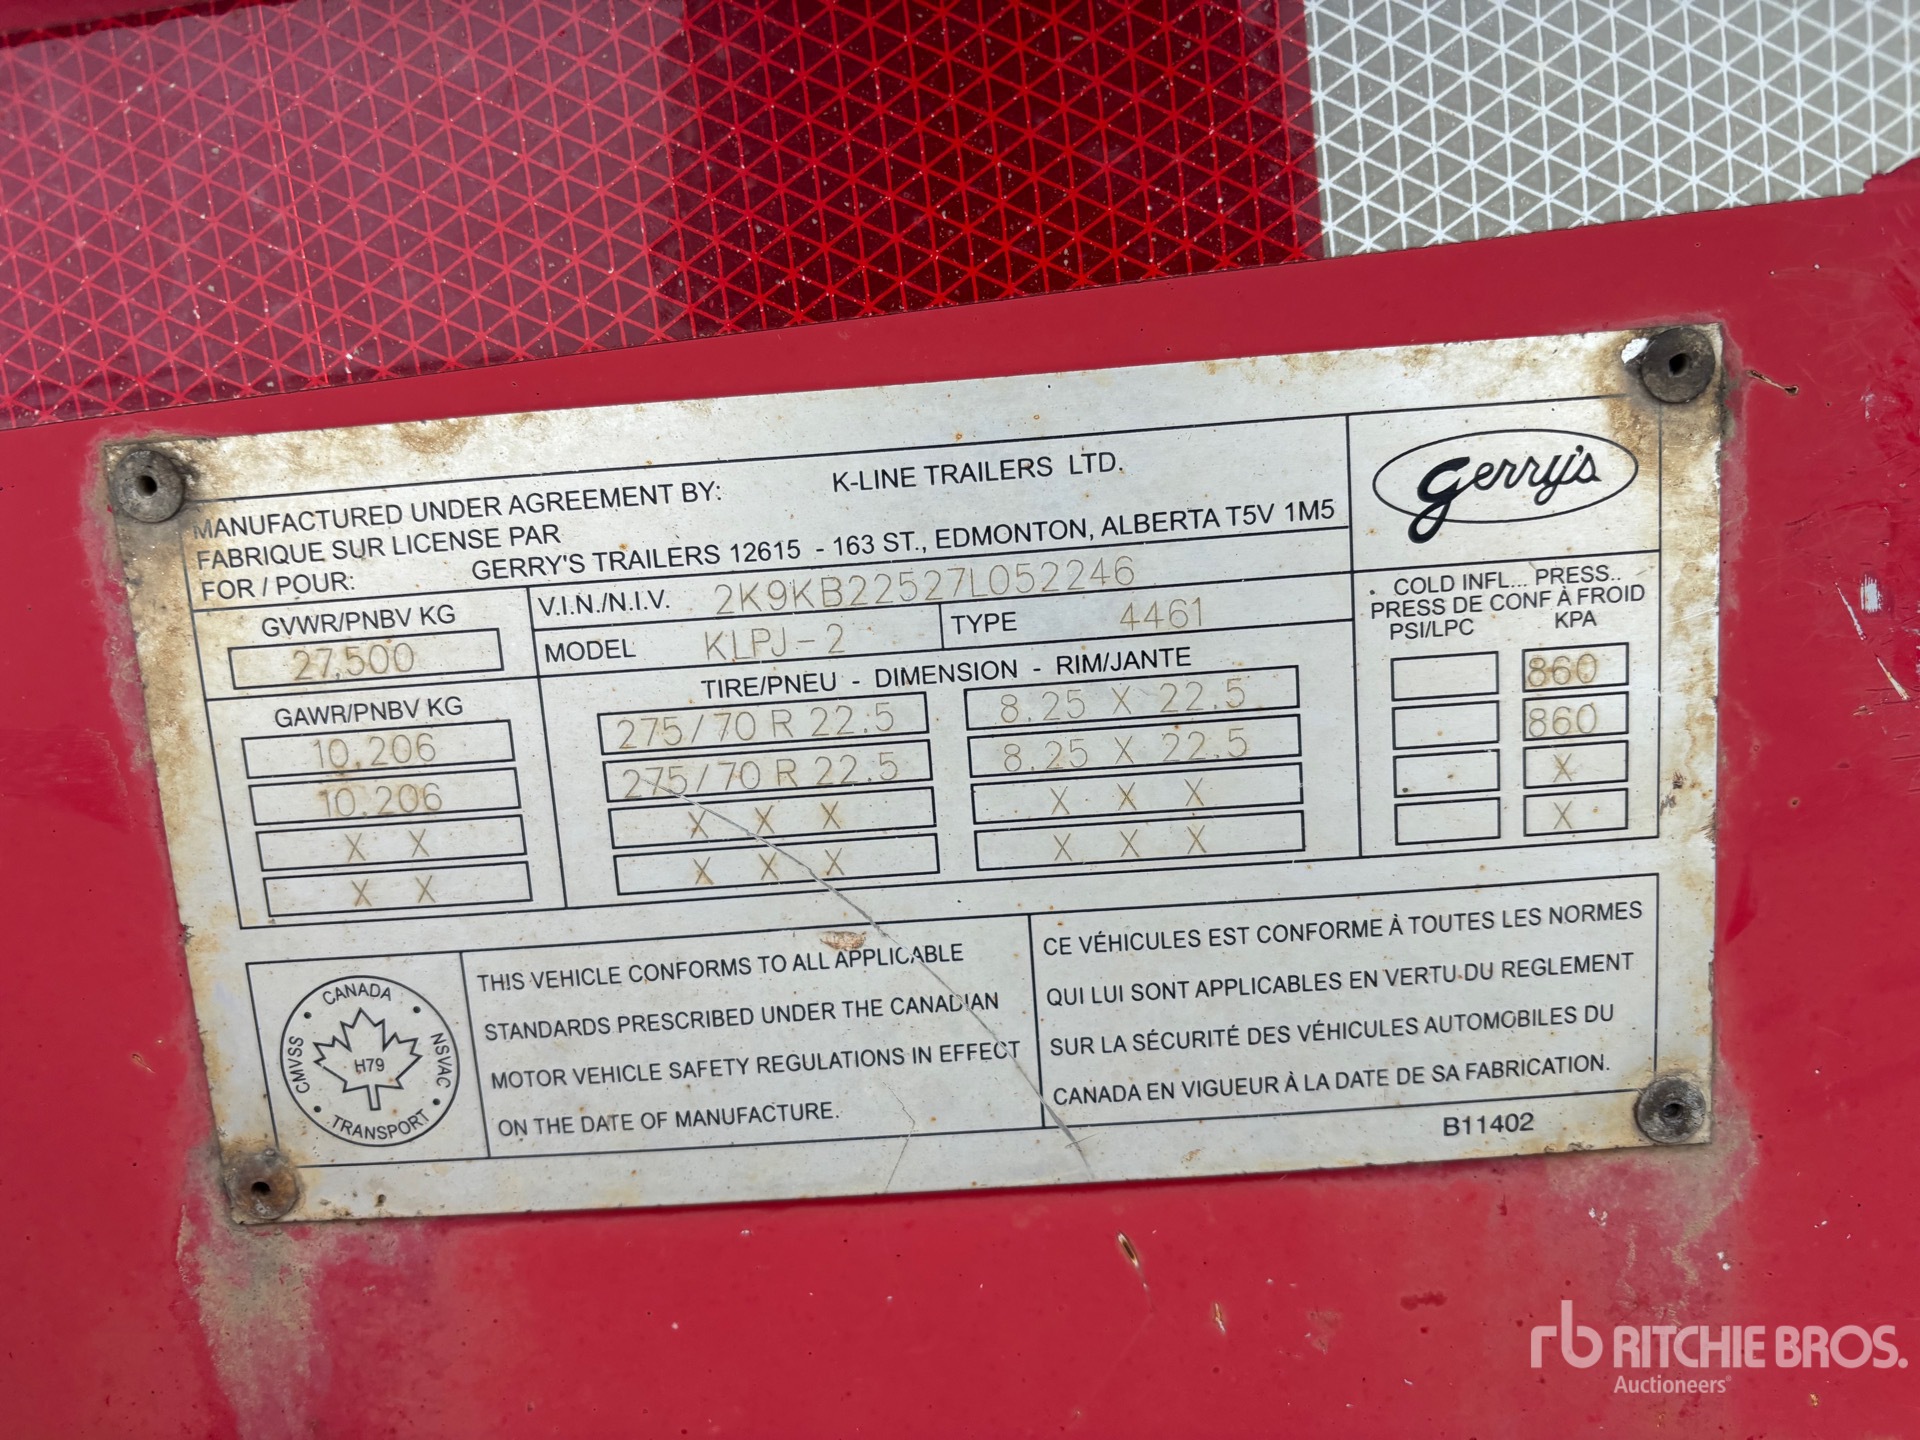 MANUFACTURED UNDER AGREEMENT BY: K-LINE TRAILERS LTD.
FABRIQUE SUR LICENSE PAR
FOR / POUR: GERRY'S TRAILERS 12615 - 163 ST., EDMONTON, ALBERTA T5V 1M5
Gerry's
GVWR/PNBV KG
27,500
V.I.N./N.I.V. 2K9KB22527L052246
MODEL KLPJ-2 TYPE 4461
COLD INFL... PRESS..
PRESS DE CONF À FROID
PSI/LPC KPA
GAWR/PNBV KG
TIRE/PNEU - DIMENSION - RIM/JANTE
10,206 275/70 R 22.5 8.25 X 22.5 860
10.206 275/70 R 22.5 8.25 X 22.5 860
X X X X X X X X X
X X X X X X X X X
CANADA
CMVSS NSVAC
H79
TRANSPORT
THIS VEHICLE CONFORMS TO ALL APPLICABLE
STANDARDS PRESCRIBED UNDER THE CANADIAN
MOTOR VEHICLE SAFETY REGULATIONS IN EFFECT
ON THE DATE OF MANUFACTURE.
CE VÉHICULES EST CONFORME À TOUTES LES NORMES
QUI LUI SONT APPLICABLES EN VERTU DU REGLEMENT
SUR LA SÉCURITÉ DES VÉHICULES AUTOMOBILES DU
CANADA EN VIGUEUR À LA DATE DE SA FABRICATION.
B11402
rb RITCHIE BROS.
Auctioneers